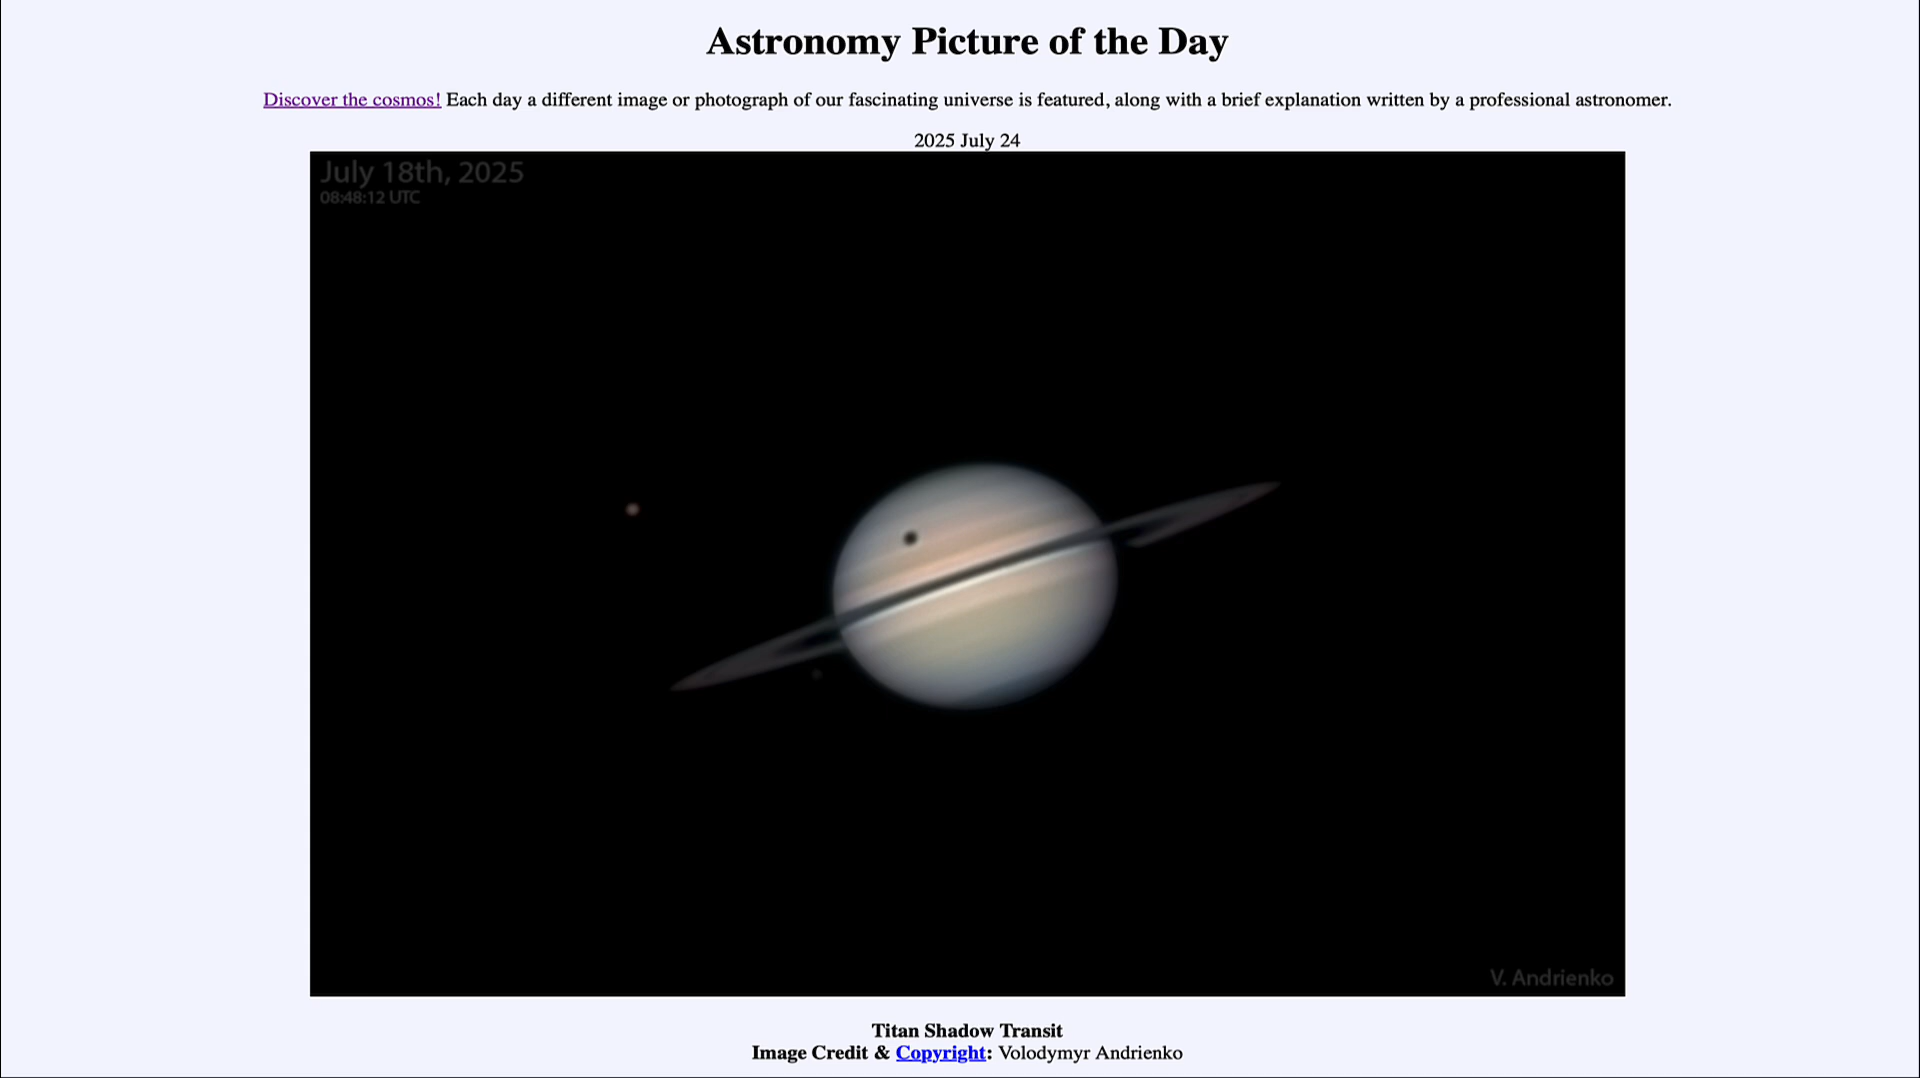 Astronomy Picture of the Day
Discover the cosmos! Each day a different image or photograph of our fascinating universe is featured, along with a brief explanation written by a professional astronomer.
2025 July 24
July 18th, 2025
08:48:12 UTC
V. Andrienko
Titan Shadow Transit
Image Credit & Copyright: Volodymyr Andrienko